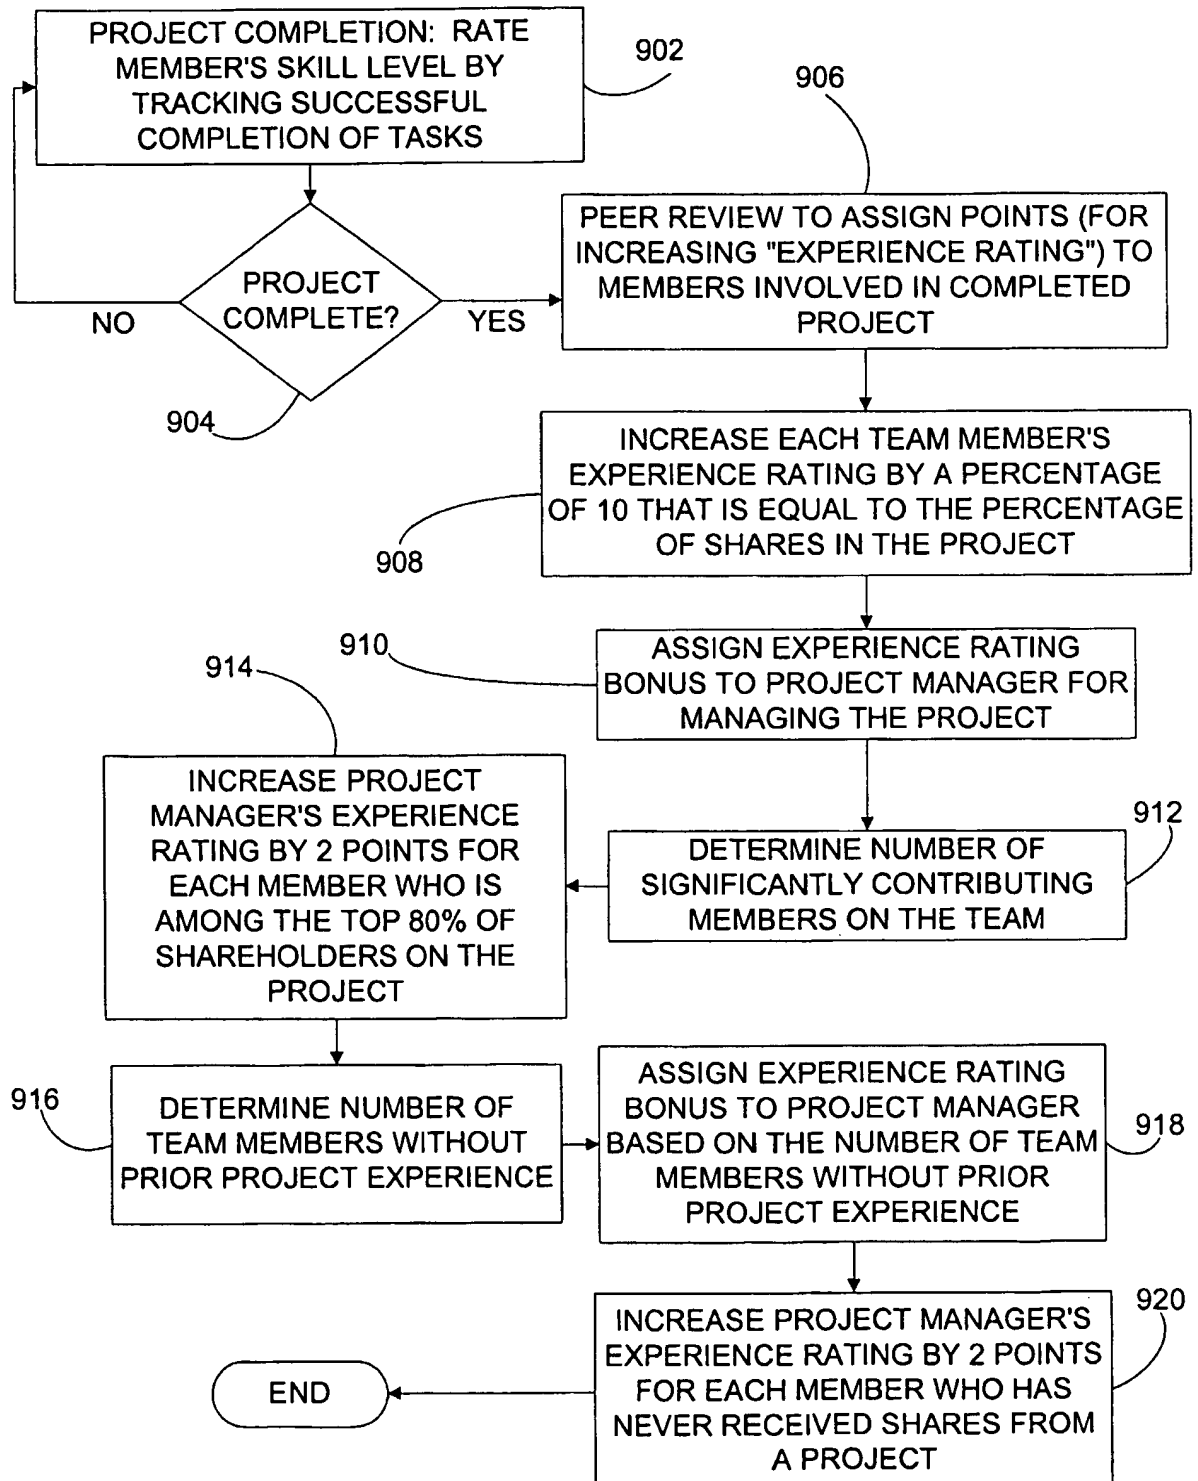 PROJECT COMPLETION: RATE
MEMBER'S SKILL LEVEL BY
TRACKING SUCCESSFUL
COMPLETION OF TASKS
902
PROJECT
COMPLETE?
NO
YES
904
906
PEER REVIEW TO ASSIGN POINTS (FOR
INCREASING "EXPERIENCE RATING") TO
MEMBERS INVOLVED IN COMPLETED
PROJECT
INCREASE EACH TEAM MEMBER'S
EXPERIENCE RATING BY A PERCENTAGE
OF 10 THAT IS EQUAL TO THE PERCENTAGE
OF SHARES IN THE PROJECT
908
910
ASSIGN EXPERIENCE RATING
BONUS TO PROJECT MANAGER FOR
MANAGING THE PROJECT
912
DETERMINE NUMBER OF
SIGNIFICANTLY CONTRIBUTING
MEMBERS ON THE TEAM
914
INCREASE PROJECT
MANAGER'S EXPERIENCE
RATING BY 2 POINTS FOR
EACH MEMBER WHO IS
AMONG THE TOP 80% OF
SHAREHOLDERS ON THE
PROJECT
916
DETERMINE NUMBER OF
TEAM MEMBERS WITHOUT
PRIOR PROJECT EXPERIENCE
ASSIGN EXPERIENCE RATING
BONUS TO PROJECT MANAGER
BASED ON THE NUMBER OF TEAM
MEMBERS WITHOUT PRIOR
PROJECT EXPERIENCE
918
920
INCREASE PROJECT MANAGER'S
EXPERIENCE RATING BY 2 POINTS
FOR EACH MEMBER WHO HAS
NEVER RECEIVED SHARES FROM
A PROJECT
END